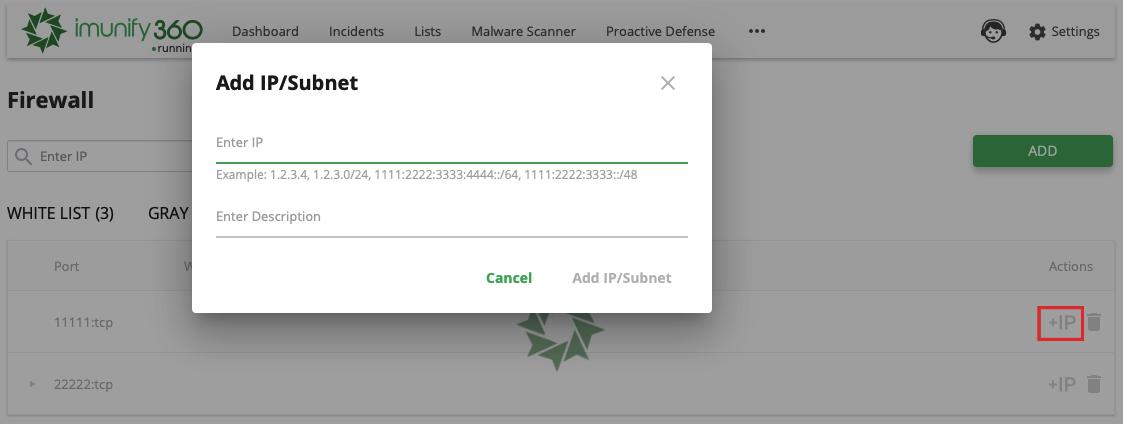 imunify360
running
Dashboard Incidents Lists Malware Scanner Proactive Defense ••• Settings
Add IP/Subnet
Firewall
Enter IP
Enter IP
ADD
Example: 1.2.3.4, 1.2.3.0/24, 1111:2222:3333:4444::/64, 1111:2222:3333::/48
WHITE LIST (3) GRAY
Enter Description
Port W Actions
Cancel Add IP/Subnet
11111:tcp +IP
22222:tcp +IP